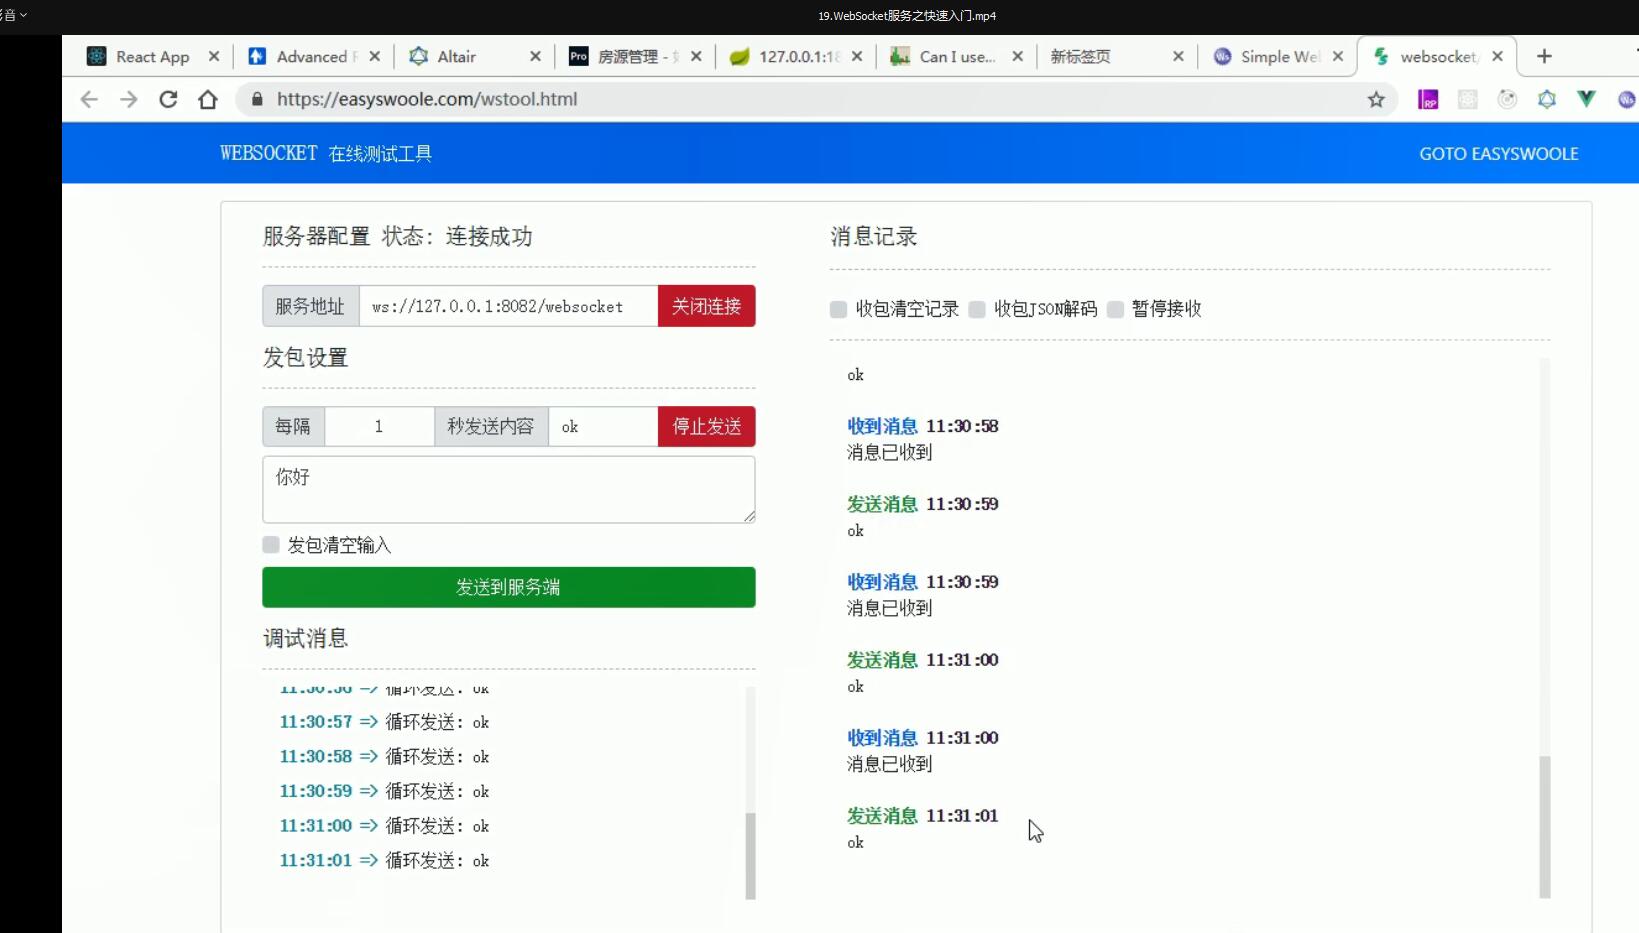 音
19.WebSocket服务之快速入门.mp4
React App
Advanced
Altair
Pro 房源管理 -
127.0.0.1:18
Can I use...
新标签页
Simple We
websocket
https://easyswoole.com/wstool.html
WEBSOCKET 在线测试工具
GOTO EASYSWOOLE
服务器配置 状态: 连接成功
服务地址 ws://127.0.0.1:8082/websocket 关闭连接
发包设置
每隔 1 秒发送内容 ok 停止发送
你好
发包清空输入
发送到服务端
调试消息
11:30:56 => 循环发送: ok
11:30:57 => 循环发送: ok
11:30:58 => 循环发送: ok
11:30:59 => 循环发送: ok
11:31:00 => 循环发送: ok
11:31:01 => 循环发送: ok
消息记录
收包清空记录 收包JSON解码 暂停接收
ok
收到消息 11:30:58
消息已收到
发送消息 11:30:59
ok
收到消息 11:30:59
消息已收到
发送消息 11:31:00
ok
收到消息 11:31:00
消息已收到
发送消息 11:31:01
ok